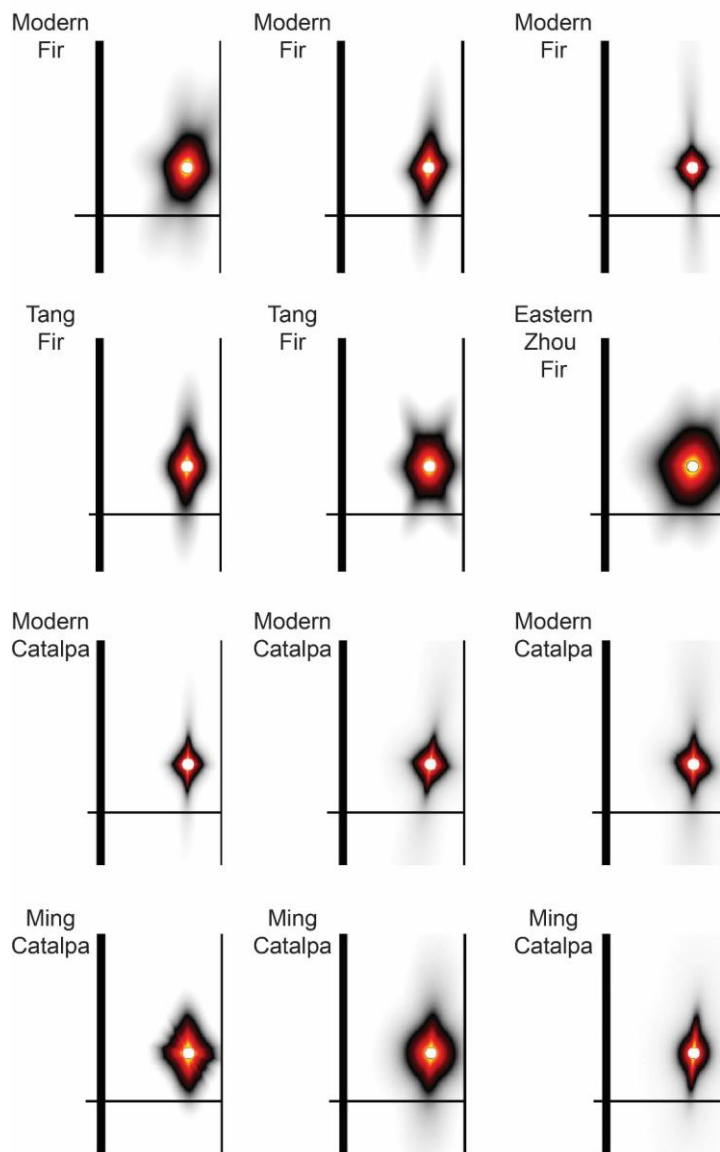 Modern
Fir
Modern
Fir
Modern
Fir
Tang
Fir
Tang
Fir
Eastern
Zhou
Fir
Modern
Catalpa
Modern
Catalpa
Modern
Catalpa
Ming
Catalpa
Ming
Catalpa
Ming
Catalpa